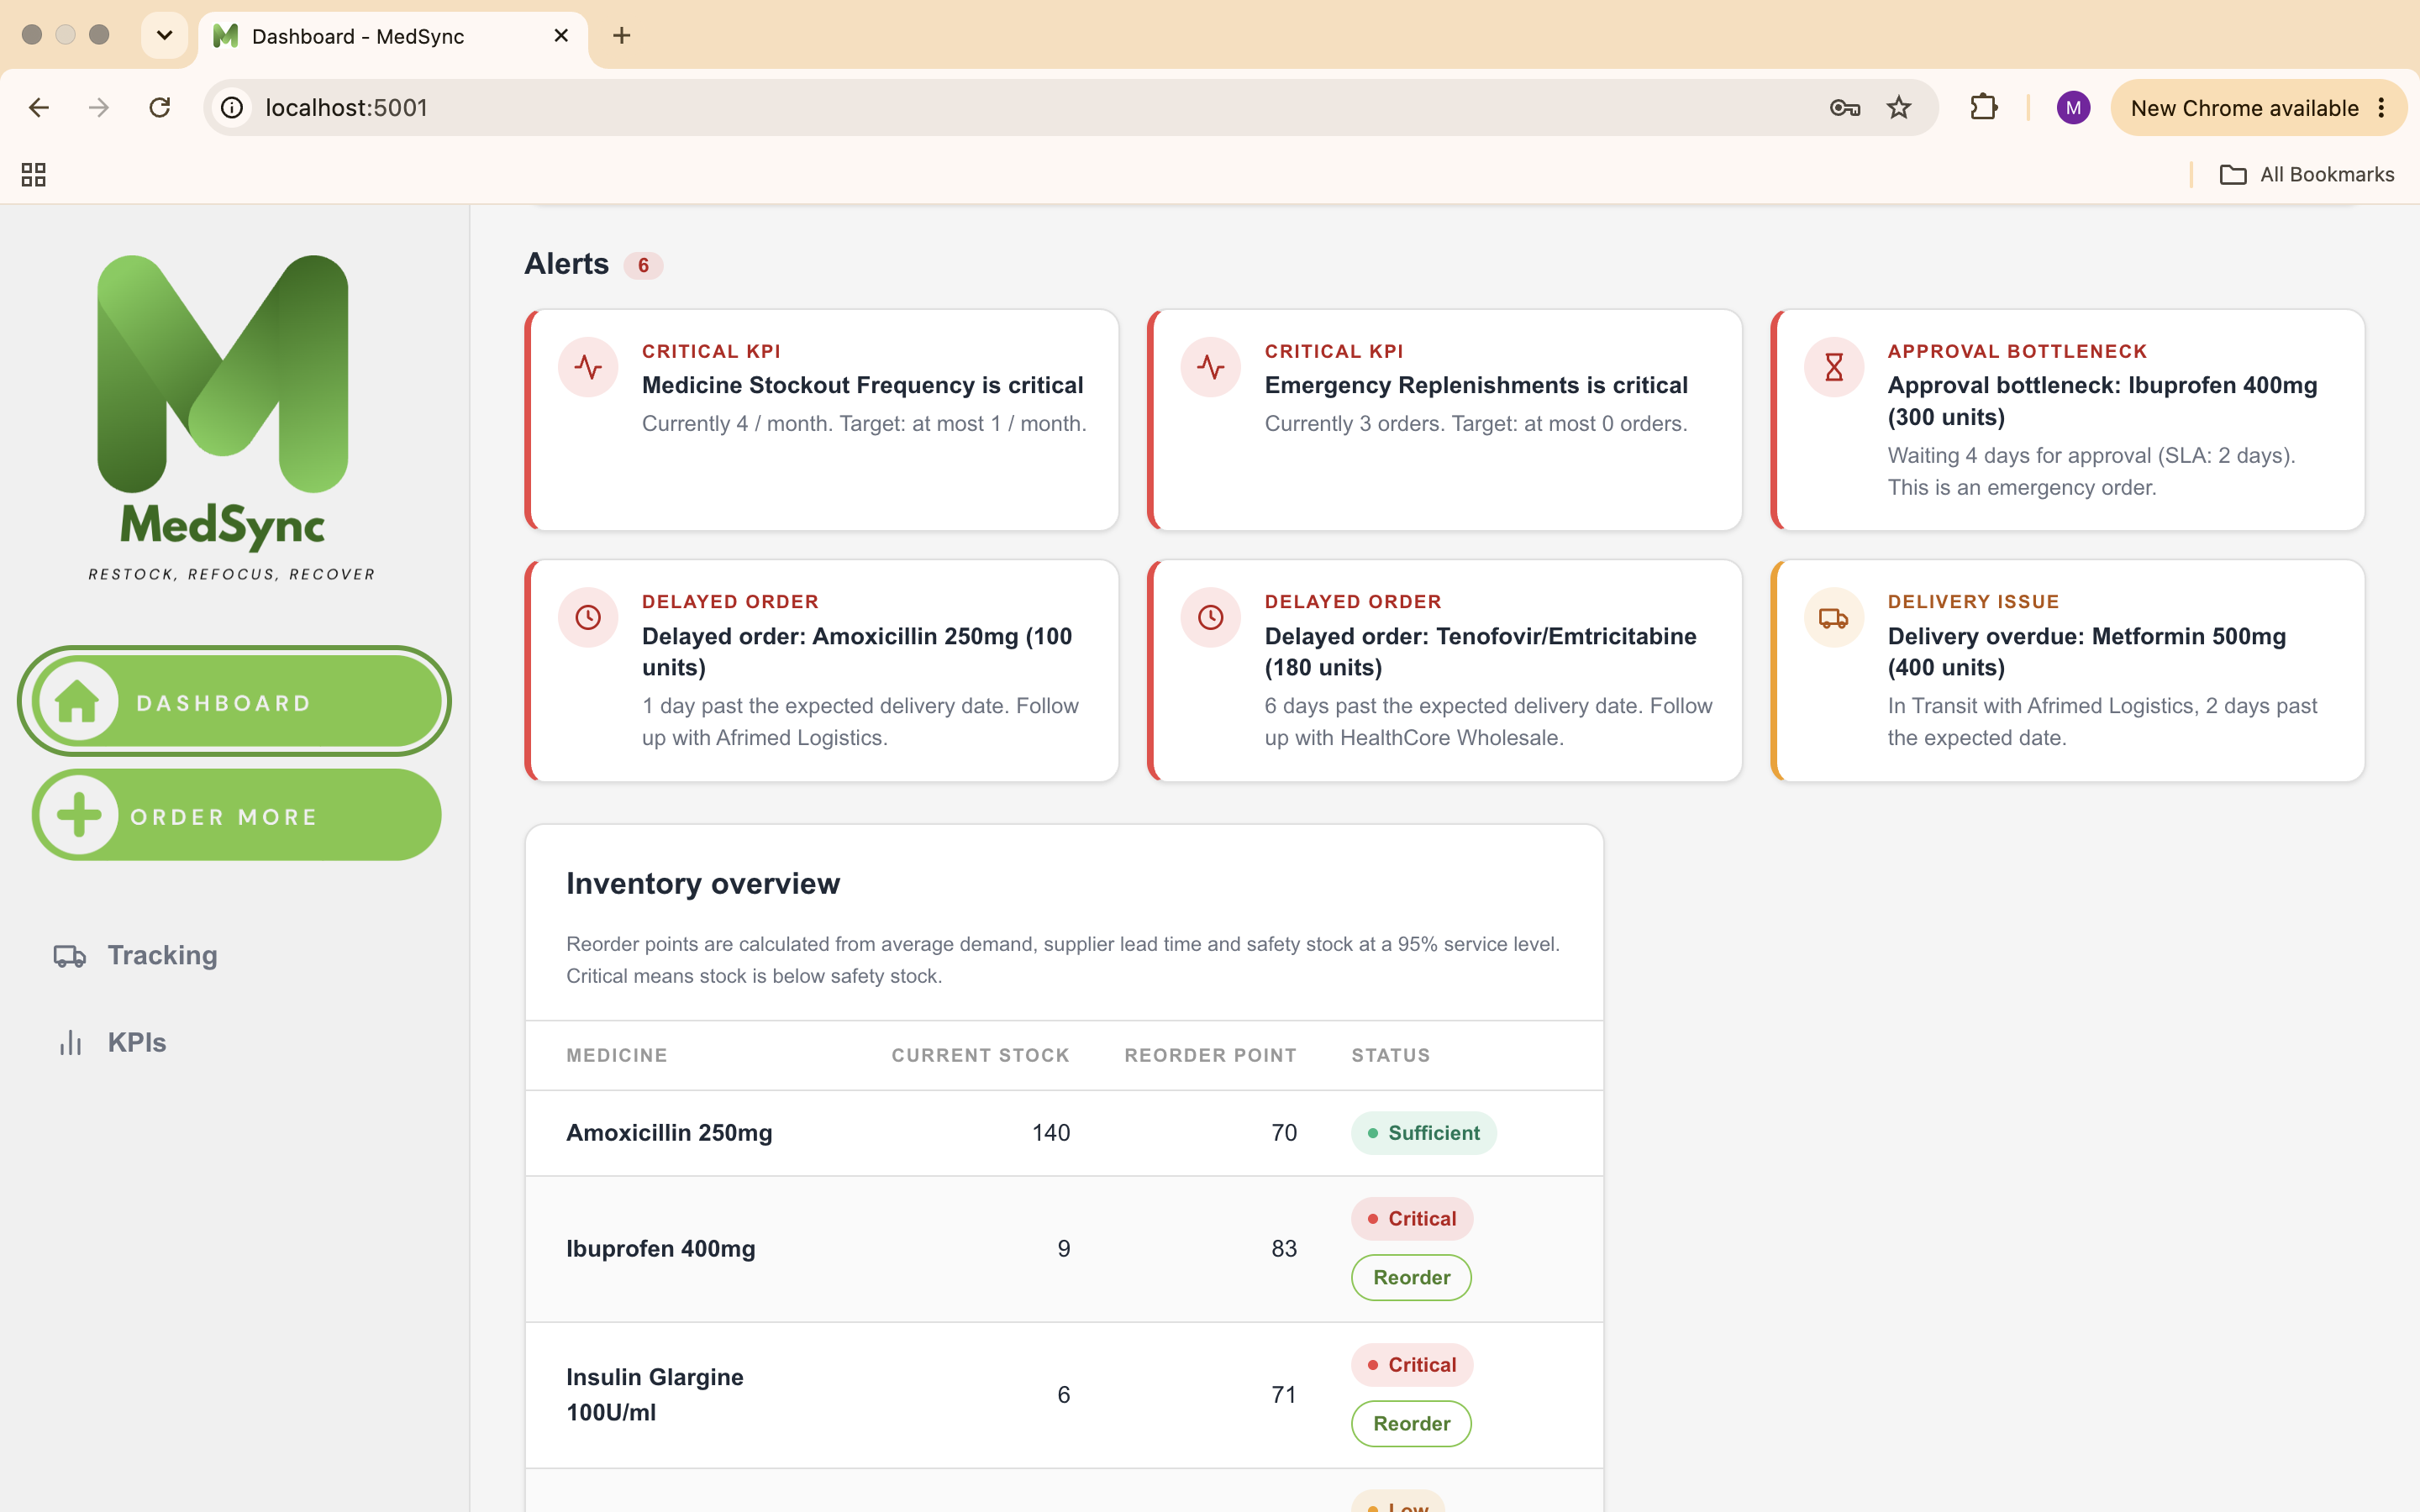 Dashboard - MedSync
localhost:5001
M
New Chrome available
All Bookmarks
MedSync
RESTOCK, REFOCUS, RECOVER
DASHBOARD
ORDER MORE
Tracking
KPIs
Alerts 6
CRITICAL KPI
Medicine Stockout Frequency is critical
Currently 4 / month. Target: at most 1 / month.
CRITICAL KPI
Emergency Replenishments is critical
Currently 3 orders. Target: at most 0 orders.
APPROVAL BOTTLENECK
Approval bottleneck: Ibuprofen 400mg
(300 units)
Waiting 4 days for approval (SLA: 2 days).
This is an emergency order.
DELAYED ORDER
Delayed order: Amoxicillin 250mg (100
units)
1 day past the expected delivery date. Follow
up with Afrimed Logistics.
DELAYED ORDER
Delayed order: Tenofovir/Emtricitabine
(180 units)
6 days past the expected delivery date. Follow
up with HealthCore Wholesale.
DELIVERY ISSUE
Delivery overdue: Metformin 500mg
(400 units)
In Transit with Afrimed Logistics, 2 days past
the expected date.
Inventory overview
Reorder points are calculated from average demand, supplier lead time and safety stock at a 95% service level.
Critical means stock is below safety stock.
MEDICINE CURRENT STOCK REORDER POINT STATUS
Amoxicillin 250mg 140 70 Sufficient
Ibuprofen 400mg 9 83 Critical
Reorder
Insulin Glargine
100U/ml 6 71 Critical
Reorder
Low